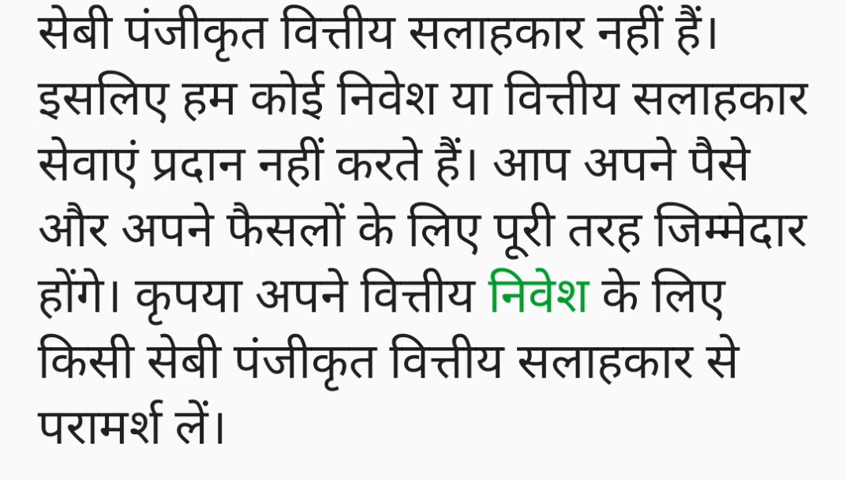 सेबी पंजीकृत वित्तीय सलाहकार नहीं हैं।
इसलिए हम कोई निवेश या वित्तीय सलाहकार
सेवाएं प्रदान नहीं करते हैं। आप अपने पैसे
और अपने फैसलों के लिए पूरी तरह जिम्मेदार
होंगे। कृपया अपने वित्तीय निवेश के लिए
किसी सेबी पंजीकृत वित्तीय सलाहकार से
परामर्श लें।